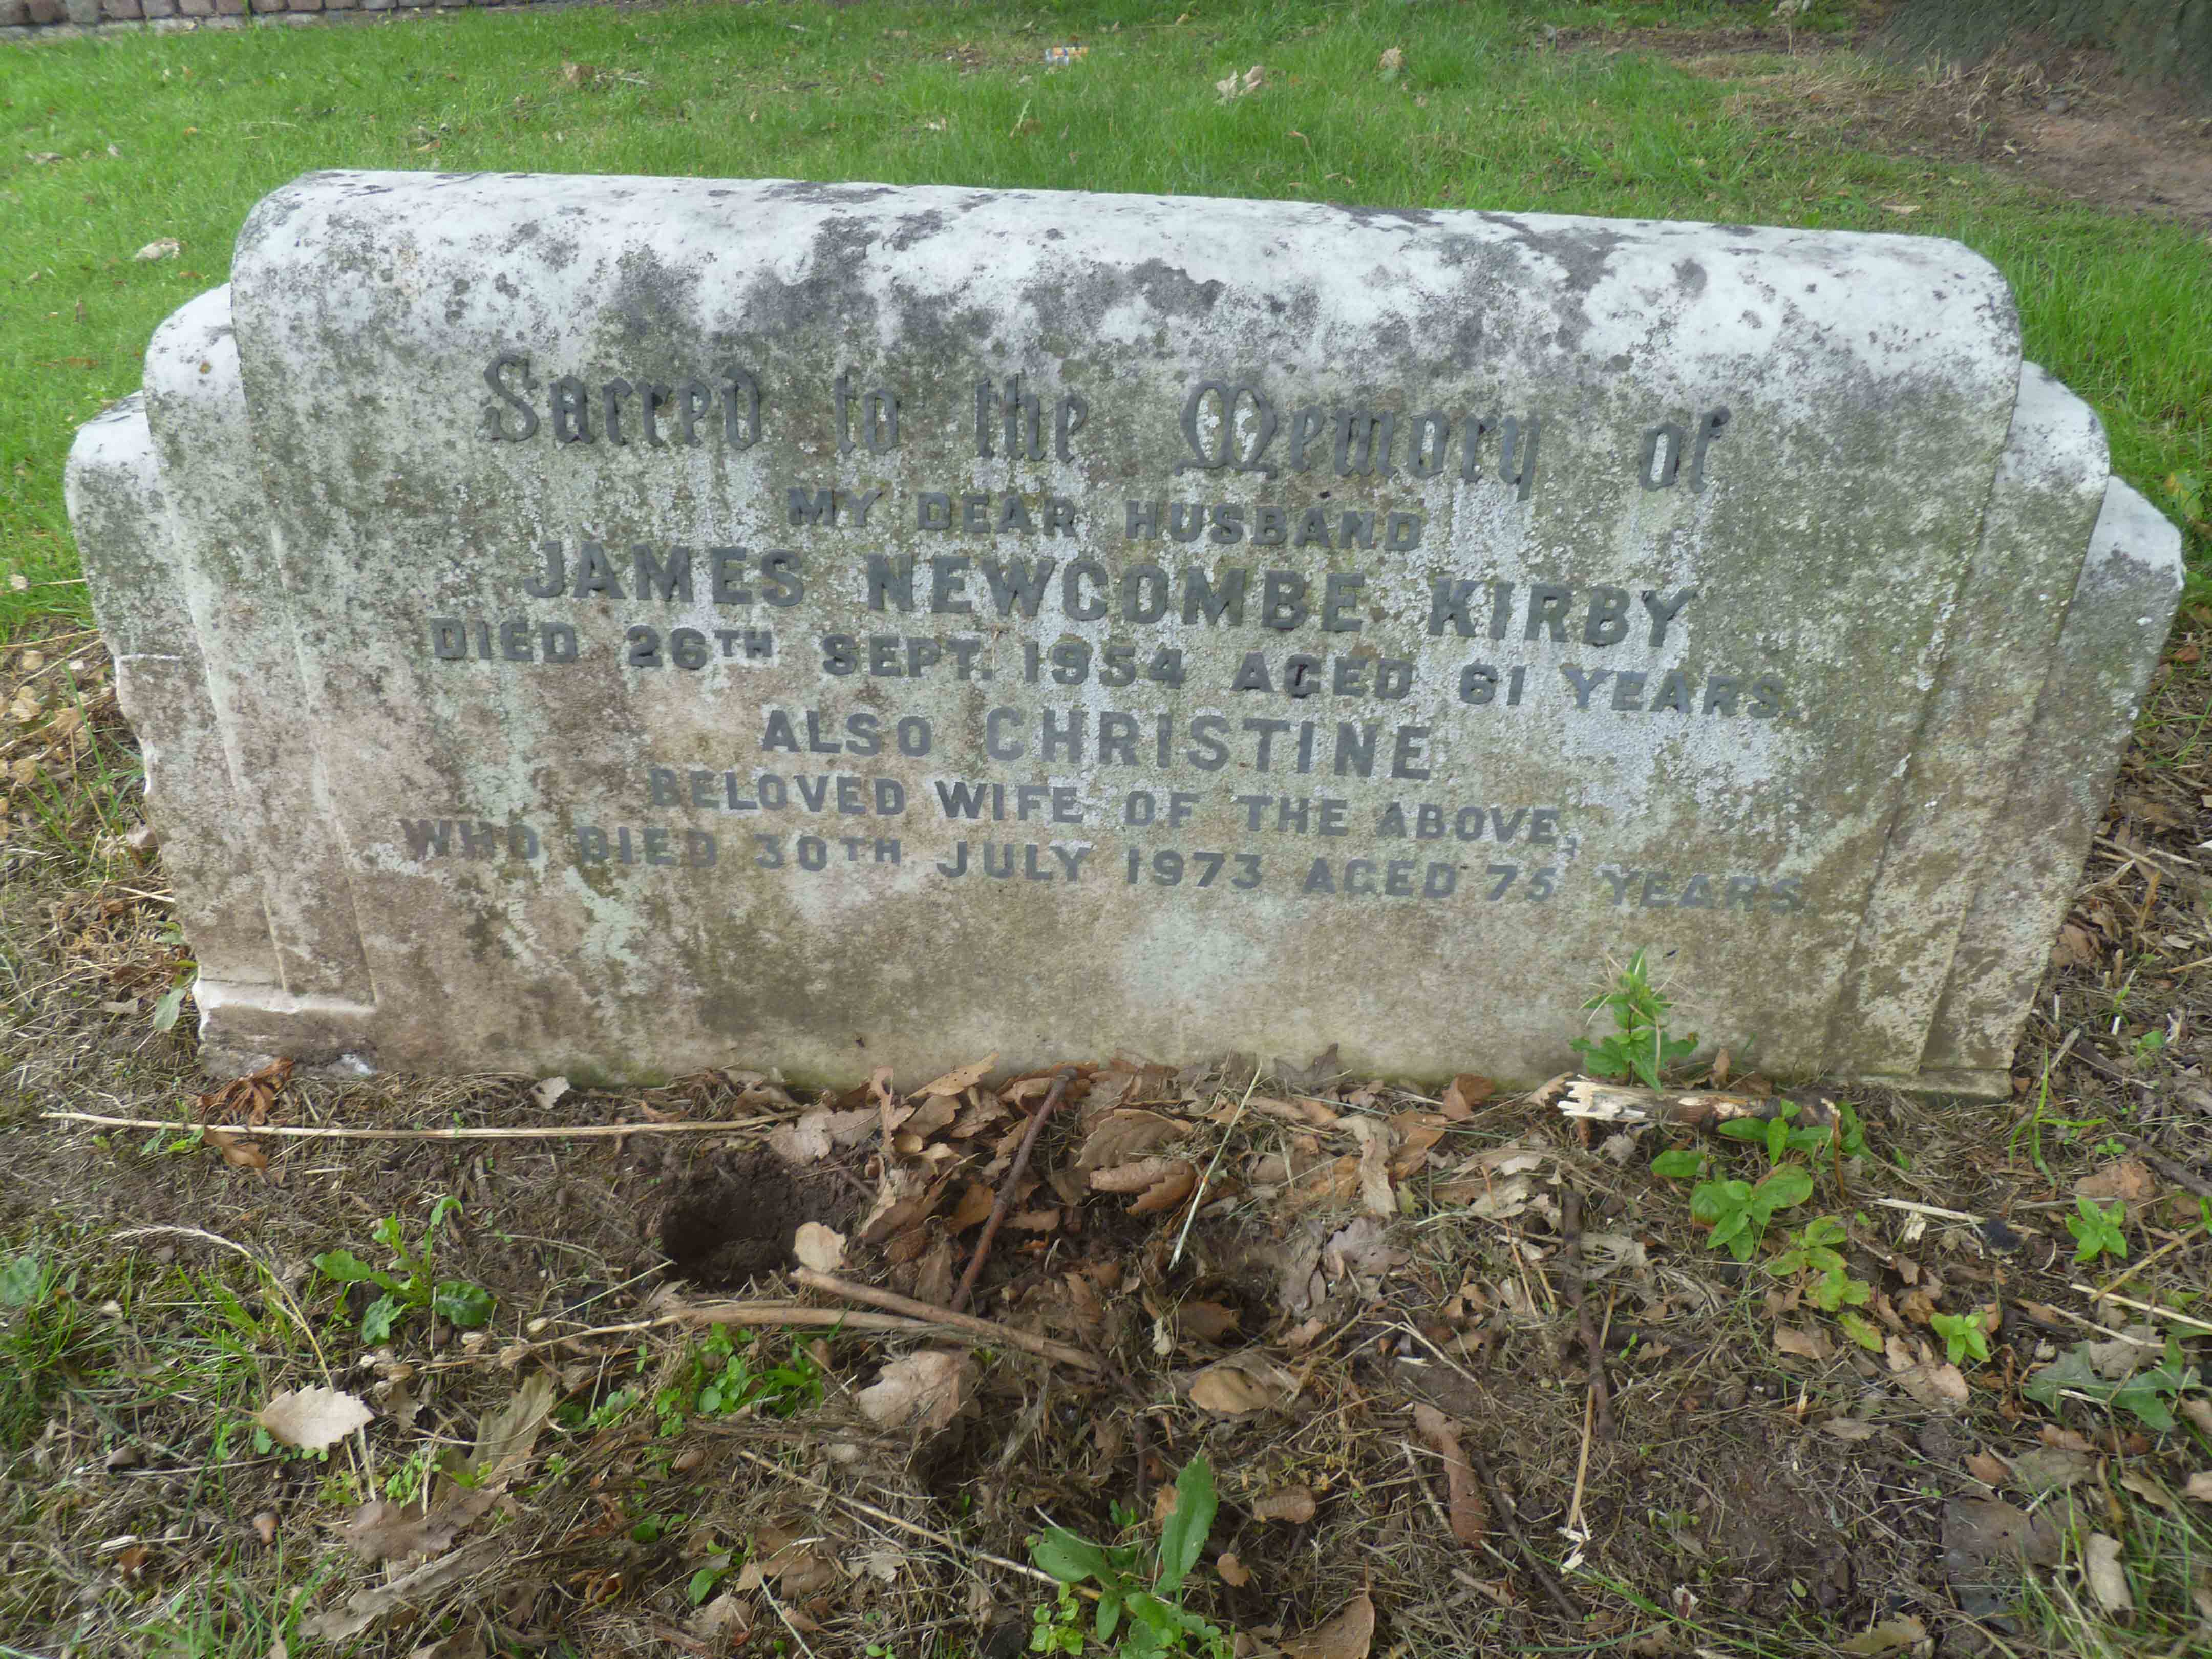 Sacred to the Memory of
MY DEAR HUSBAND
JAMES NEWCOMBE KIRBY
DIED 26TH SEPT. 1954 AGED 61 YEARS.
ALSO CHRISTINE
BELOVED WIFE OF THE ABOVE,
WHO DIED 30TH JULY 1973 AGED 75 YEARS.